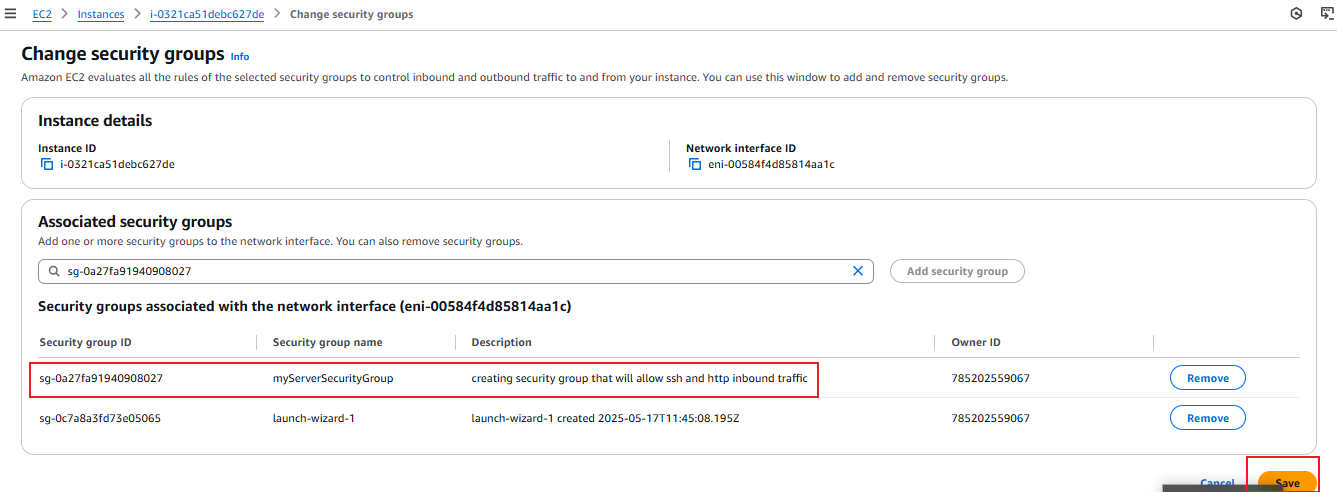 EC2 > Instances > i-0321ca51debc627de > Change security groups
Change security groups Info
Amazon EC2 evaluates all the rules of the selected security groups to control inbound and outbound traffic to and from your instance. You can use this window to add and remove security groups.
Instance details
Instance ID
i-0321ca51debc627de
Network interface ID
eni-00584f4d85814aa1c
Associated security groups
Add one or more security groups to the network interface. You can also remove security groups.
sg-0a27fa91940908027 Add security group
Security groups associated with the network interface (eni-00584f4d85814aa1c)
Security group ID Security group name Description Owner ID
sg-0a27fa91940908027 myServerSecurityGroup creating security group that will allow ssh and http inbound traffic 785202559067 Remove
sg-0c7a8a3fd73e05065 launch-wizard-1 launch-wizard-1 created 2025-05-17T11:45:08.195Z 785202559067 Remove
Cancel Save